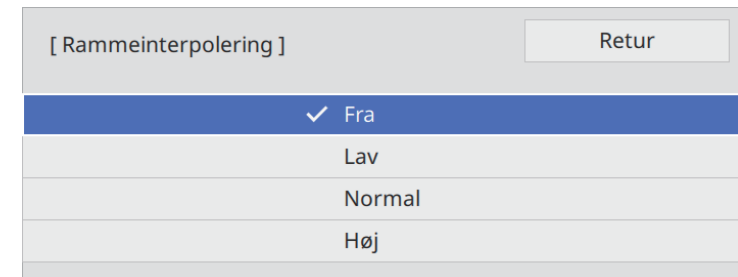 [ Rammeinterpolering ]
Retur
Fra
Lav
Normal
Høj